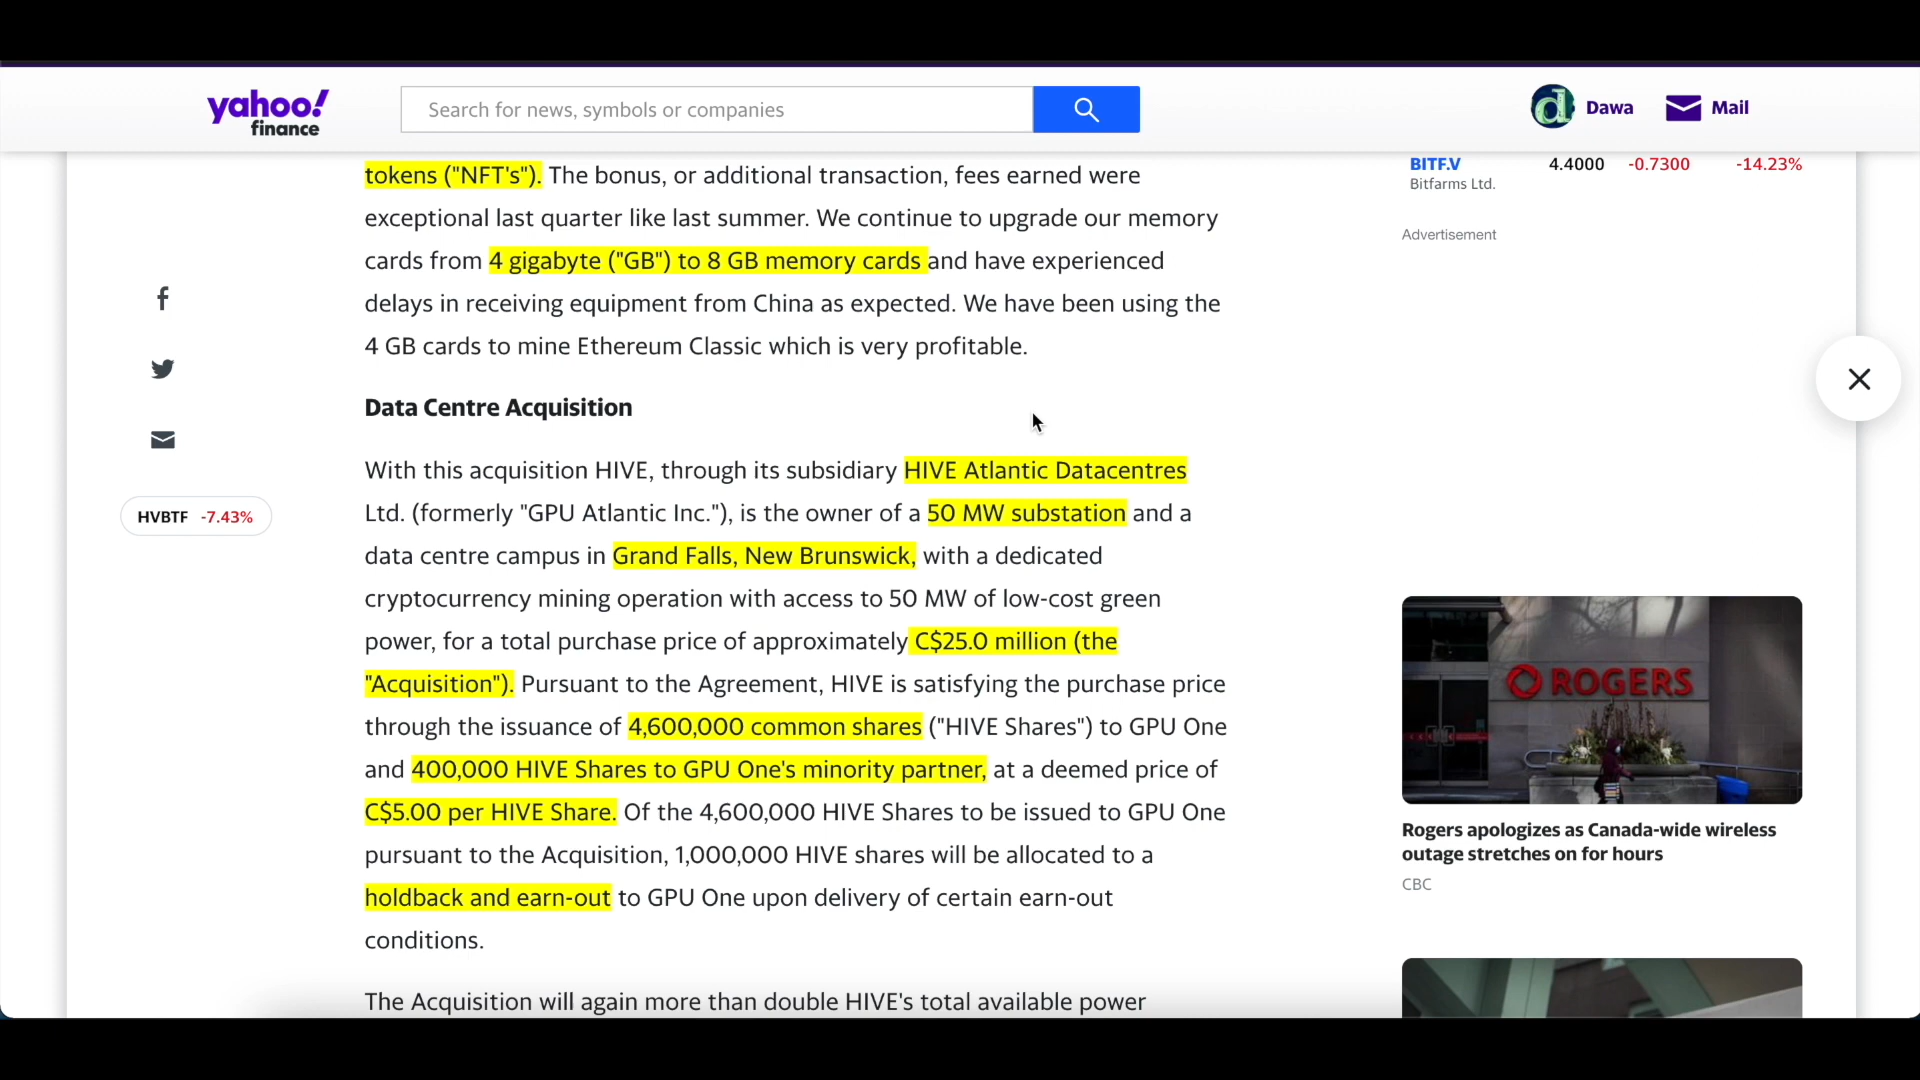 yahoo!
finance
Search for news, symbols or companies
Dawa
Mail
tokens ("NFT's"). The bonus, or additional transaction, fees earned were
exceptional last quarter like last summer. We continue to upgrade our memory
cards from 4 gigabyte ("GB") to 8 GB memory cards and have experienced
delays in receiving equipment from China as expected. We have been using the
4 GB cards to mine Ethereum Classic which is very profitable.
Data Centre Acquisition
With this acquisition HIVE, through its subsidiary HIVE Atlantic Datacentres
Ltd. (formerly "GPU Atlantic Inc."), is the owner of a 50 MW substation and a
data centre campus in Grand Falls, New Brunswick, with a dedicated
cryptocurrency mining operation with access to 50 MW of low-cost green
power, for a total purchase price of approximately C$25.0 million (the
"Acquisition"). Pursuant to the Agreement, HIVE is satisfying the purchase price
through the issuance of 4,600,000 common shares ("HIVE Shares") to GPU One
and 400,000 HIVE Shares to GPU One's minority partner, at a deemed price of
C$5.00 per HIVE Share. Of the 4,600,000 HIVE Shares to be issued to GPU One
pursuant to the Acquisition, 1,000,000 HIVE shares will be allocated to a
holdback and earn-out to GPU One upon delivery of certain earn-out
conditions.
The Acquisition will again more than double HIVE's total available power
HVBTF -7.43%
BITF.V 4.4000 -0.7300 -14.23%
Bitfarms Ltd.
Advertisement
ROGERS
Rogers apologizes as Canada-wide wireless
outage stretches on for hours
CBC